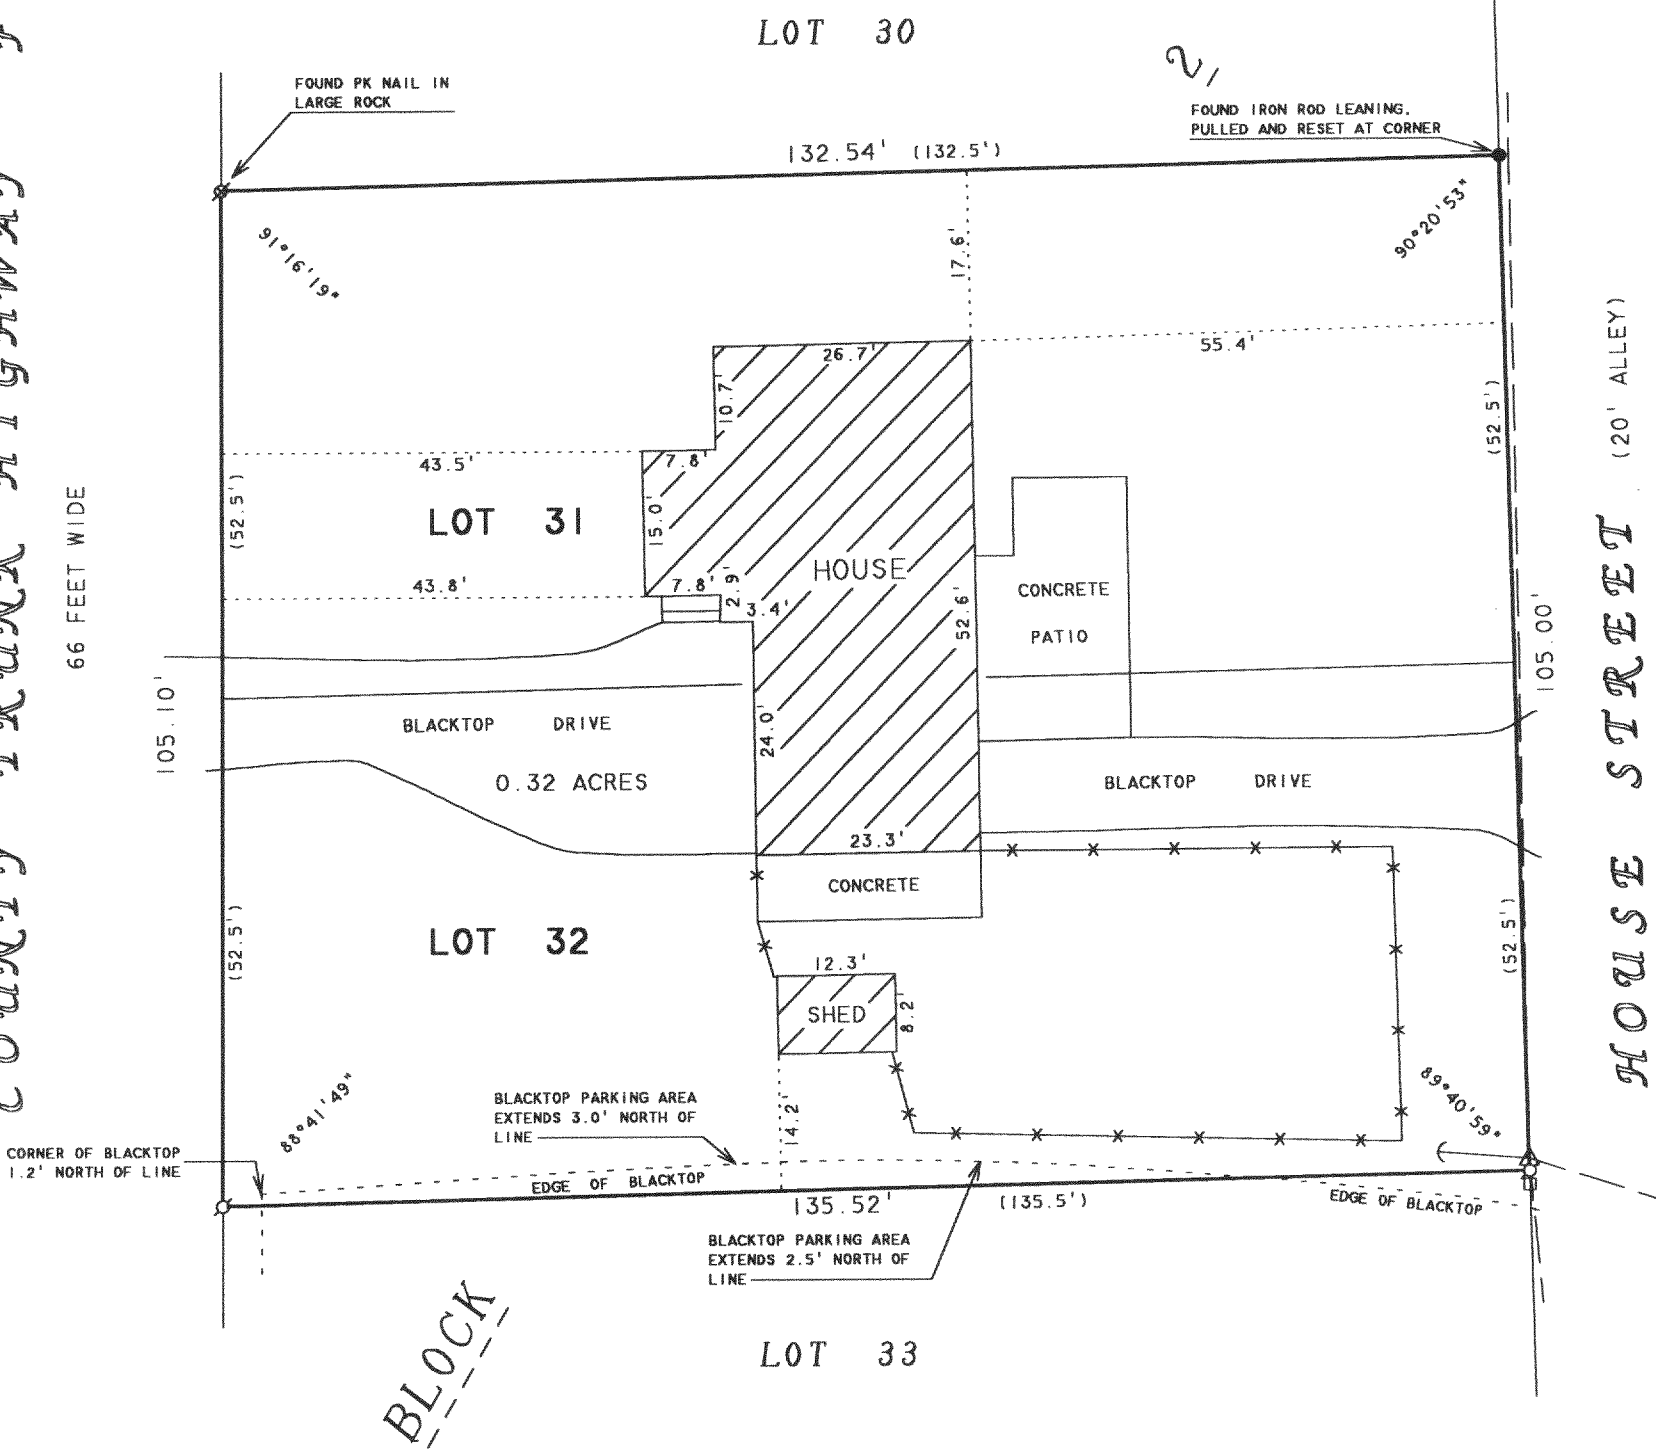 LOT 30
FOUND PK NAIL IN
LARGE ROCK
FOUND IRON ROD LEANING.
PULLED AND RESET AT CORNER
132.54' (132.5')
91°16'19"
90°20'53"
17.6'
26.7'
55.4'
10.7'
(20' ALLEY)
(52.5')
43.5'
7.8'
(52.5')
15.0'
LOT 31
66 FEET WIDE
COUNTY TRUNK HIGHWAY
HOUSE
43.8'
7.8'
2.9'
3.4'
52.6'
CONCRETE
PATIO
105.00'
HOUSE STREET
105.10'
BLACKTOP DRIVE
24.0'
0.32 ACRES
BLACKTOP DRIVE
23.3'
CONCRETE
LOT 32
(52.5')
(52.5')
12.3'
SHED
8.2'
88°41'49"
89°40'59"
BLACKTOP PARKING AREA
EXTENDS 3.0' NORTH OF
LINE
14.2'
CORNER OF BLACKTOP
1.2' NORTH OF LINE
EDGE OF BLACKTOP
135.52' (135.5')
EDGE OF BLACKTOP
BLACKTOP PARKING AREA
EXTENDS 2.5' NORTH OF
LINE
BLOCK
LOT 33